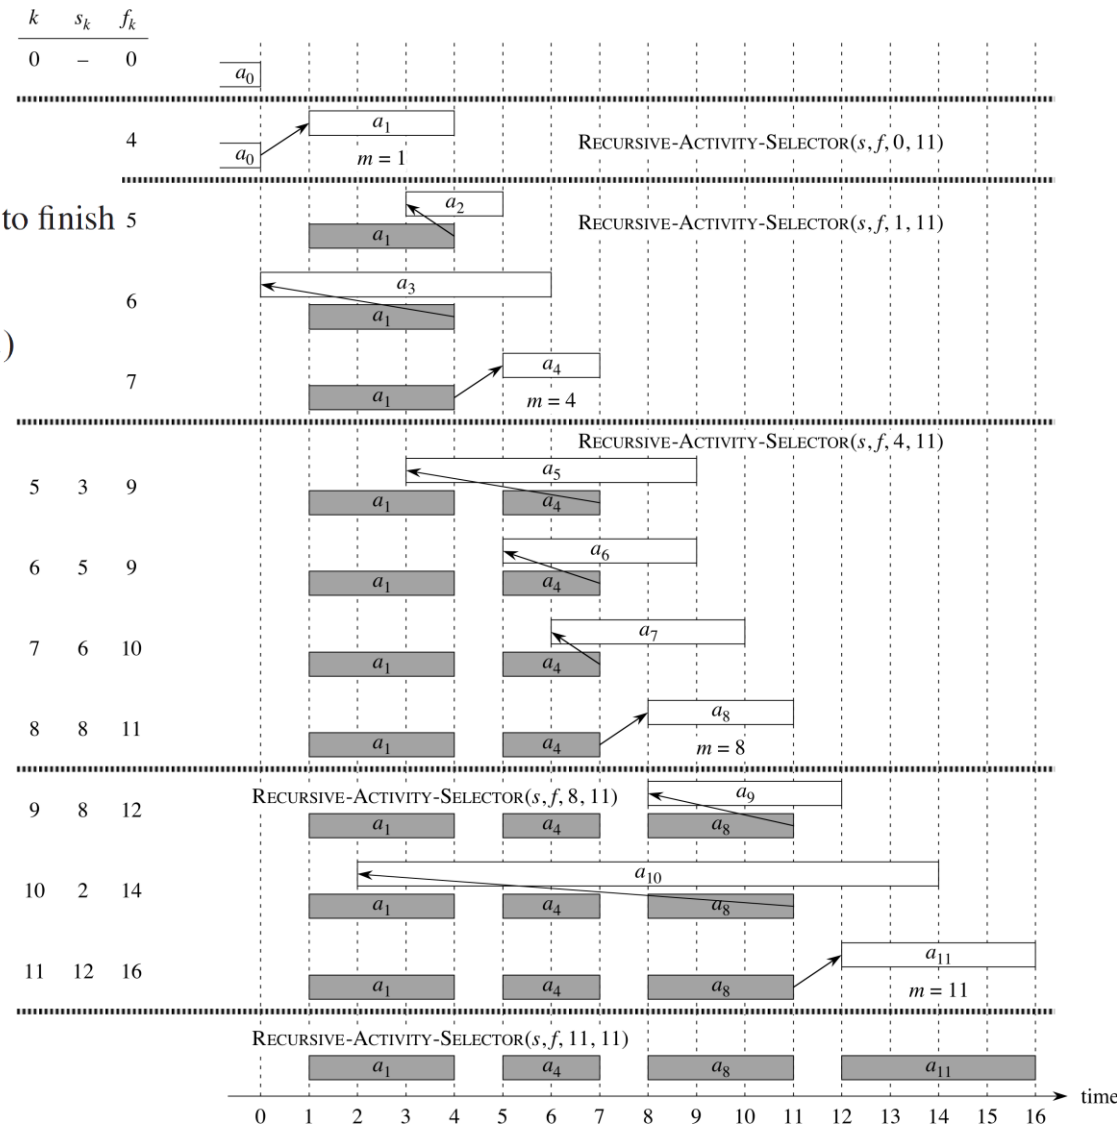 k s_k f_k
0 – 0
a_0
4
a_1
a_0
m = 1
RECURSIVE-ACTIVITY-SELECTOR(s, f, 0, 11)
to finish
5
a_2
RECURSIVE-ACTIVITY-SELECTOR(s, f, 1, 11)
a_1
a_3
6
a_1
)
a_4
7
a_1
m = 4
RECURSIVE-ACTIVITY-SELECTOR(s, f, 4, 11)
a_5
5 3 9
a_1 a_4
a_6
6 5 9
a_1 a_4
a_7
7 6 10
a_1 a_4
a_8
8 8 11
a_1 a_4
m = 8
RECURSIVE-ACTIVITY-SELECTOR(s, f, 8, 11)
a_9
9 8 12
a_1 a_4 a_8
a_10
10 2 14
a_1 a_4 a_8
a_11
11 12 16
a_1 a_4 a_8
m = 11
RECURSIVE-ACTIVITY-SELECTOR(s, f, 11, 11)
a_1 a_4 a_8 a_11
time
0 1 2 3 4 5 6 7 8 9 10 11 12 13 14 15 16